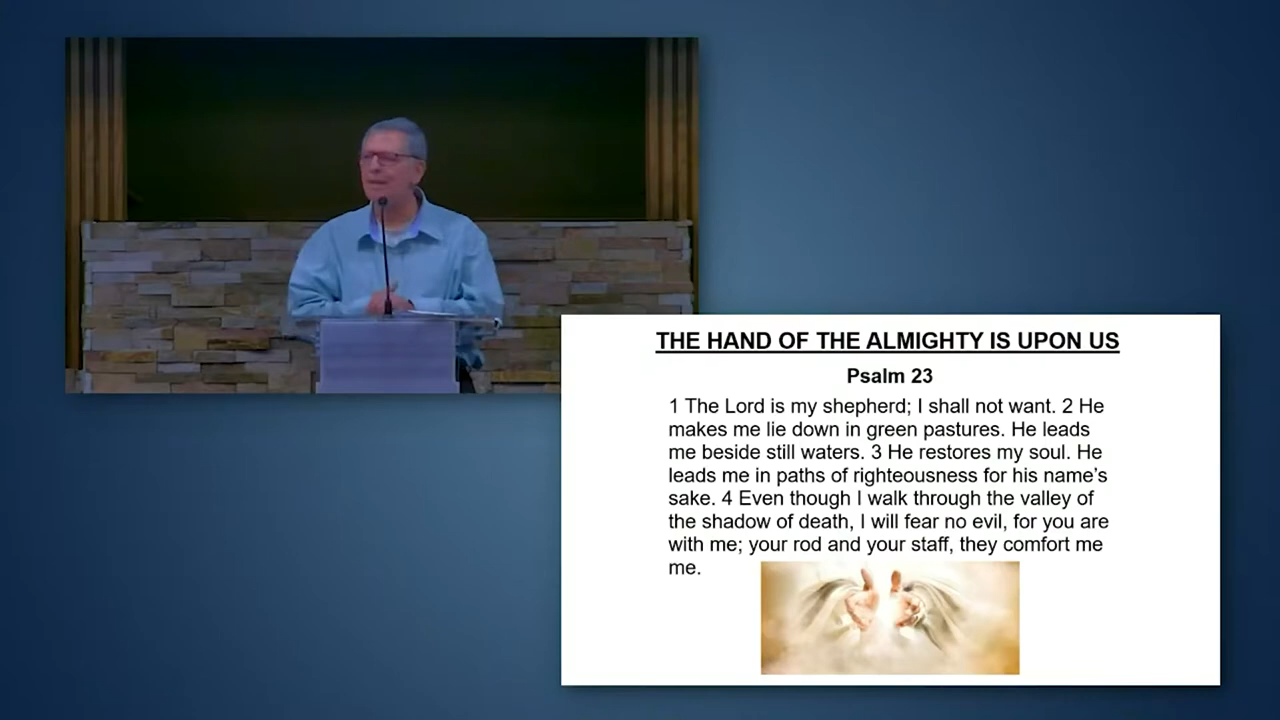 THE HAND OF THE ALMIGHTY IS UPON US
Psalm 23
1 The Lord is my shepherd; I shall not want. 2 He
makes me lie down in green pastures. He leads
me beside still waters. 3 He restores my soul. He
leads me in paths of righteousness for his name’s
sake. 4 Even though I walk through the valley of
the shadow of death, I will fear no evil, for you are
with me; your rod and your staff, they comfort me
me.